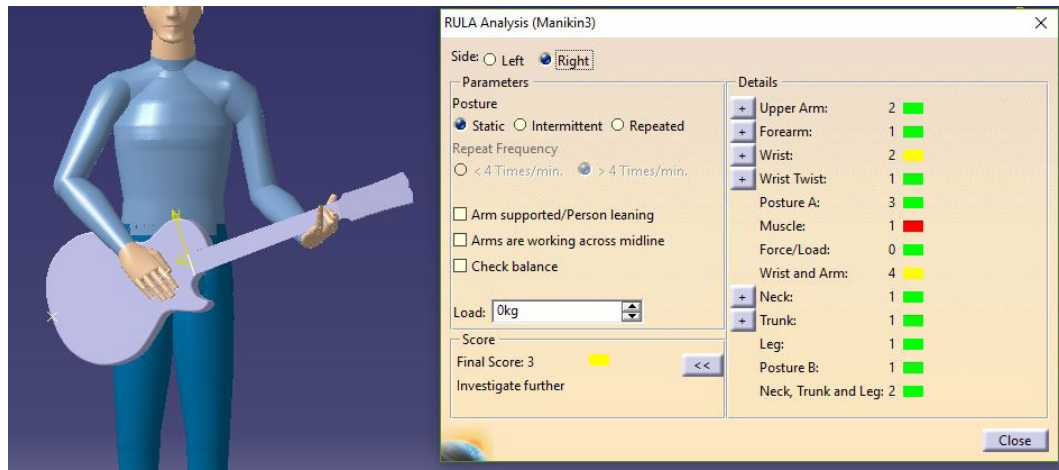 RULA Analysis (Manikin3)
Side: Left Right
Parameters
Posture
Static Intermittent Repeated
Repeat Frequency
< 4 Times/min. > 4 Times/min.
Arm supported/Person leaning
Arms are working across midline
Check balance
Load: 0kg
Score
Final Score: 3
<<
Investigate further
Details
+ Upper Arm: 2
+ Forearm: 1
+ Wrist: 2
+ Wrist Twist: 1
Posture A: 3
Muscle: 1
Force/Load: 0
Wrist and Arm: 4
+ Neck: 1
+ Trunk: 1
Leg: 1
Posture B: 1
Neck, Trunk and Leg: 2
Close